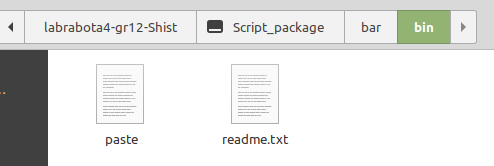 labrabota4-gr12-Shist Script_package bar bin
paste readme.txt